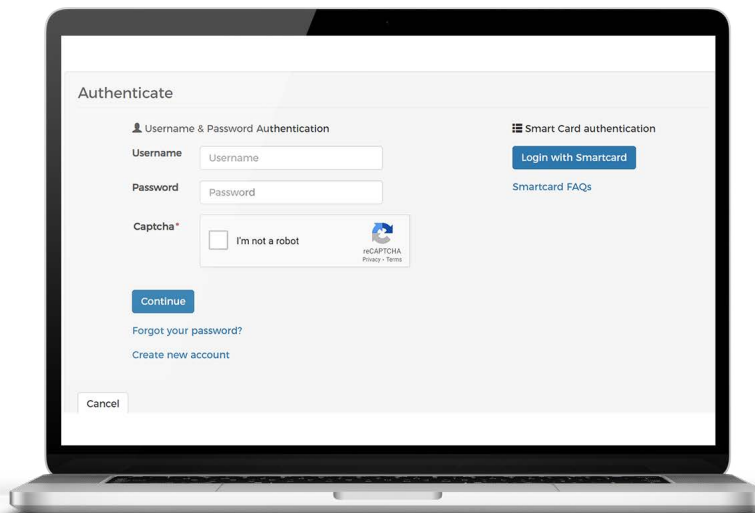 Authenticate
Username & Password Authentication
Username
Username
Password
Password
Captcha*
I'm not a robot
reCAPTCHA
Privacy - Terms
Continue
Forgot your password?
Create new account
Cancel
Smart Card authentication
Login with Smartcard
Smartcard FAQs